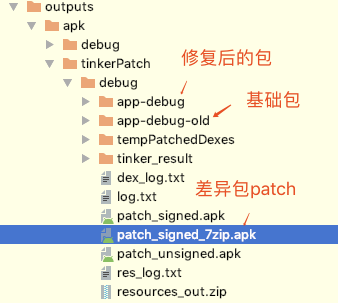 outputs
apk
debug
tinkerPatch
debug
修复后的包
app-debug
基础包
app-debug-old
tempPatchedDexes
tinker_result
dex_log.txt
log.txt
差异包patch
patch_signed.apk
patch_signed_7zip.apk
patch_unsigned.apk
res_log.txt
resources_out.zip